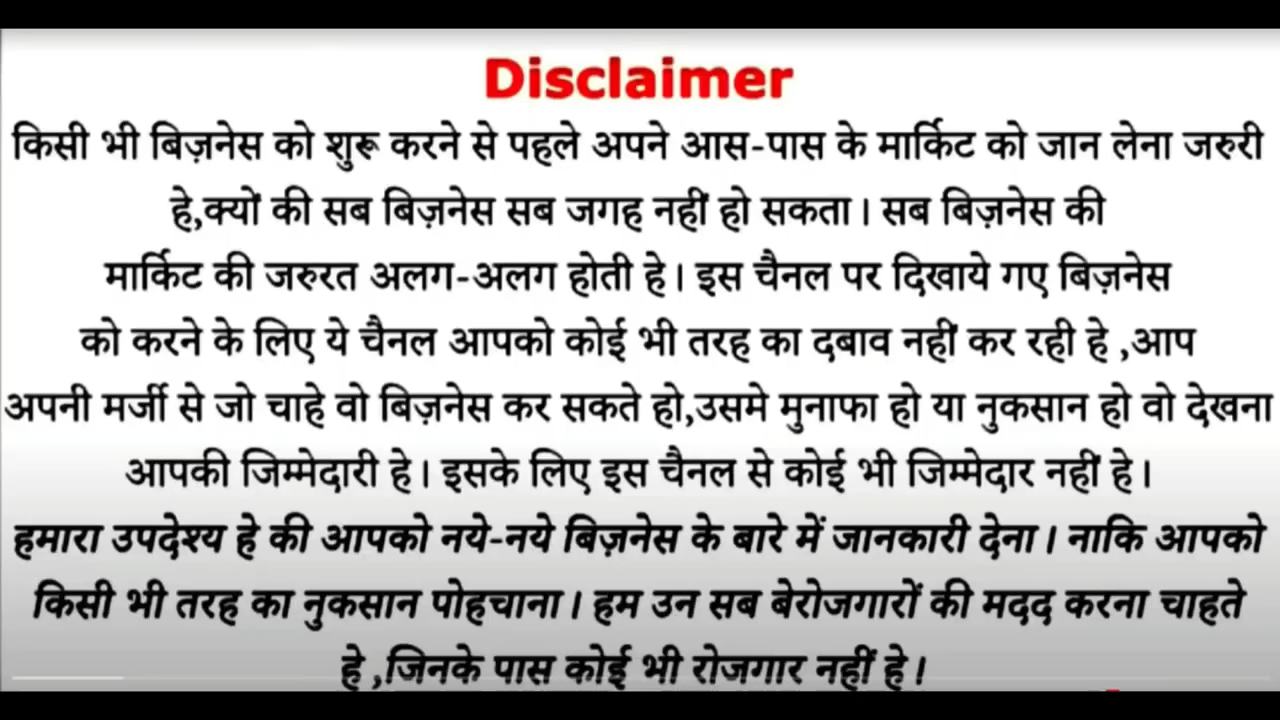 Disclaimer
किसी भी बिज़नेस को शुरू करने से पहले अपने आस-पास के मार्किट को जान लेना जरुरी
हे,क्यों की सब बिज़नेस सब जगह नहीं हो सकता। सब बिज़नेस की
मार्किट की जरुरत अलग-अलग होती हे। इस चैनल पर दिखाये गए बिज़नेस
को करने के लिए ये चैनल आपको कोई भी तरह का दबाव नहीं कर रही हे ,आप
अपनी मर्जी से जो चाहे वो बिज़नेस कर सकते हो,उसमे मुनाफा हो या नुकसान हो वो देखना
आपकी जिम्मेदारी हे। इसके लिए इस चैनल से कोई भी जिम्मेदार नहीं हे।
हमारा उपदेश्य हे की आपको नये-नये बिज़नेस के बारे में जानकारी देना। नाकि आपको
किसी भी तरह का नुकसान पोहचाना। हम उन सब बेरोजगारों की मदद करना चाहते
हे ,जिनके पास कोई भी रोजगार नहीं हे।